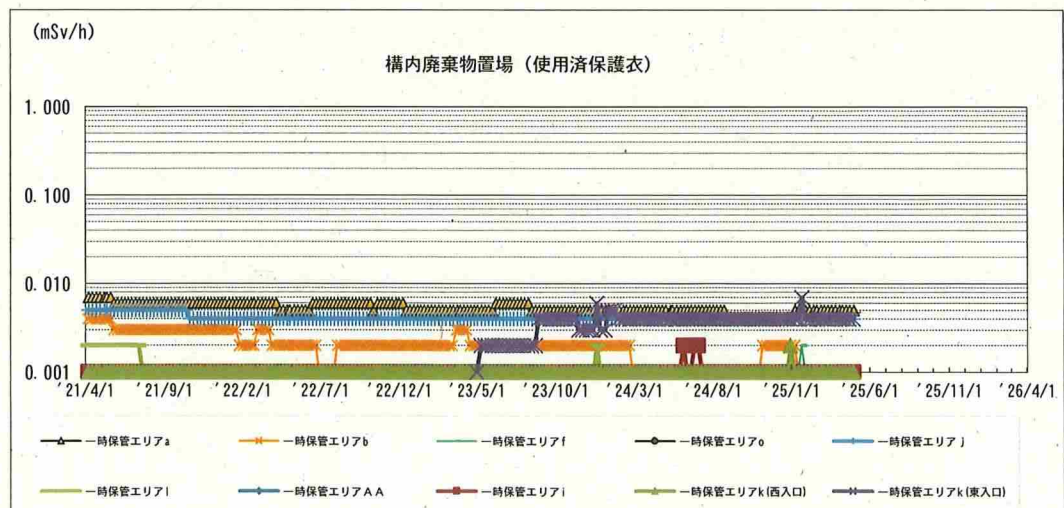 (mSv/h)
構内廃棄物置場（使用済保護衣）
1.000
0.100
0.010
0.001
'21/4/1 '21/9/1 '22/2/1 '22/7/1 '22/12/1 '23/5/1 '23/10/1 '24/3/1 '24/8/1 '25/1/1 '25/6/1 '25/11/1 '26/4/1
一時保管エリアa 一時保管エリアb 一時保管エリアf 一時保管エリアo 一時保管エリアj
一時保管エリアl 一時保管エリアAA 一時保管エリアi 一時保管エリアk(西入口) 一時保管エリアk(東入口)